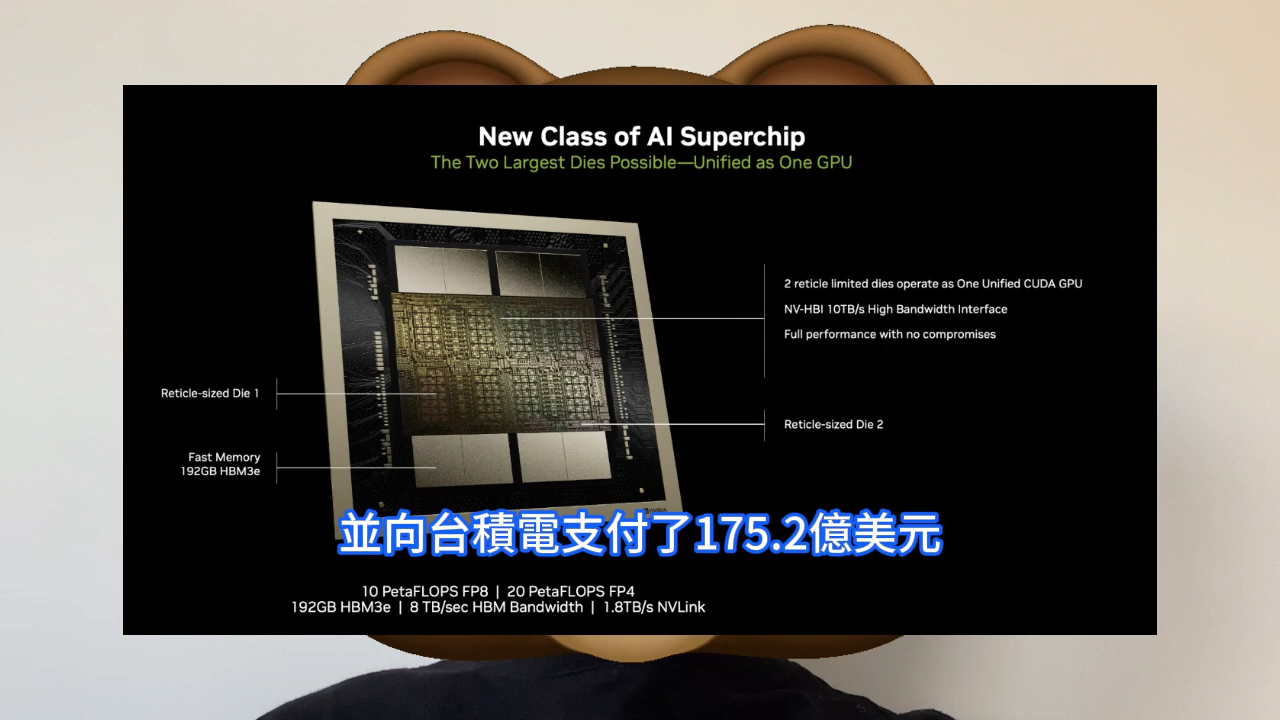 New Class of AI Superchip
The Two Largest Dies Possible—Unified as One GPU
2 reticle limited dies operate as One Unified CUDA GPU
NV-HBI 10TB/s High Bandwidth Interface
Full performance with no compromises
Reticle-sized Die 1
Reticle-sized Die 2
Fast Memory
192GB HBM3e
並向台積電支付了175.2億美元
10 PetaFLOPS FP8 | 20 PetaFLOPS FP4
192GB HBM3e | 8 TB/sec HBM Bandwidth | 1.8TB/s NVLink